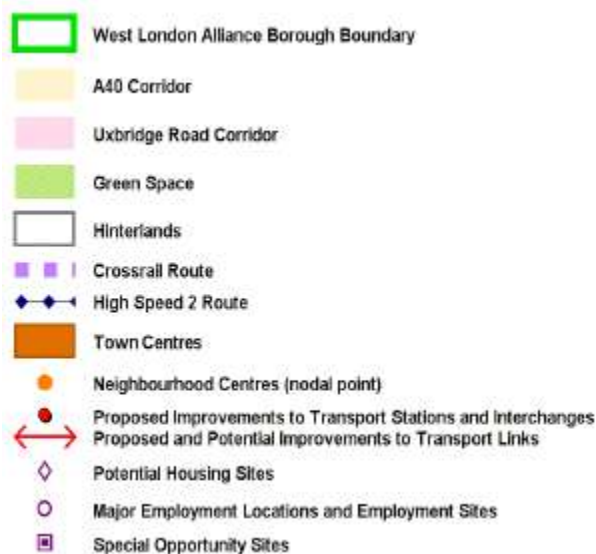 West London Alliance Borough Boundary
A40 Corridor
Uxbridge Road Corridor
Green Space
Hinterlands
Crossrail Route
High Speed 2 Route
Town Centres
Neighbourhood Centres (nodal point)
Proposed Improvements to Transport Stations and Interchanges
Proposed and Potential Improvements to Transport Links
Potential Housing Sites
Major Employment Locations and Employment Sites
Special Opportunity Sites